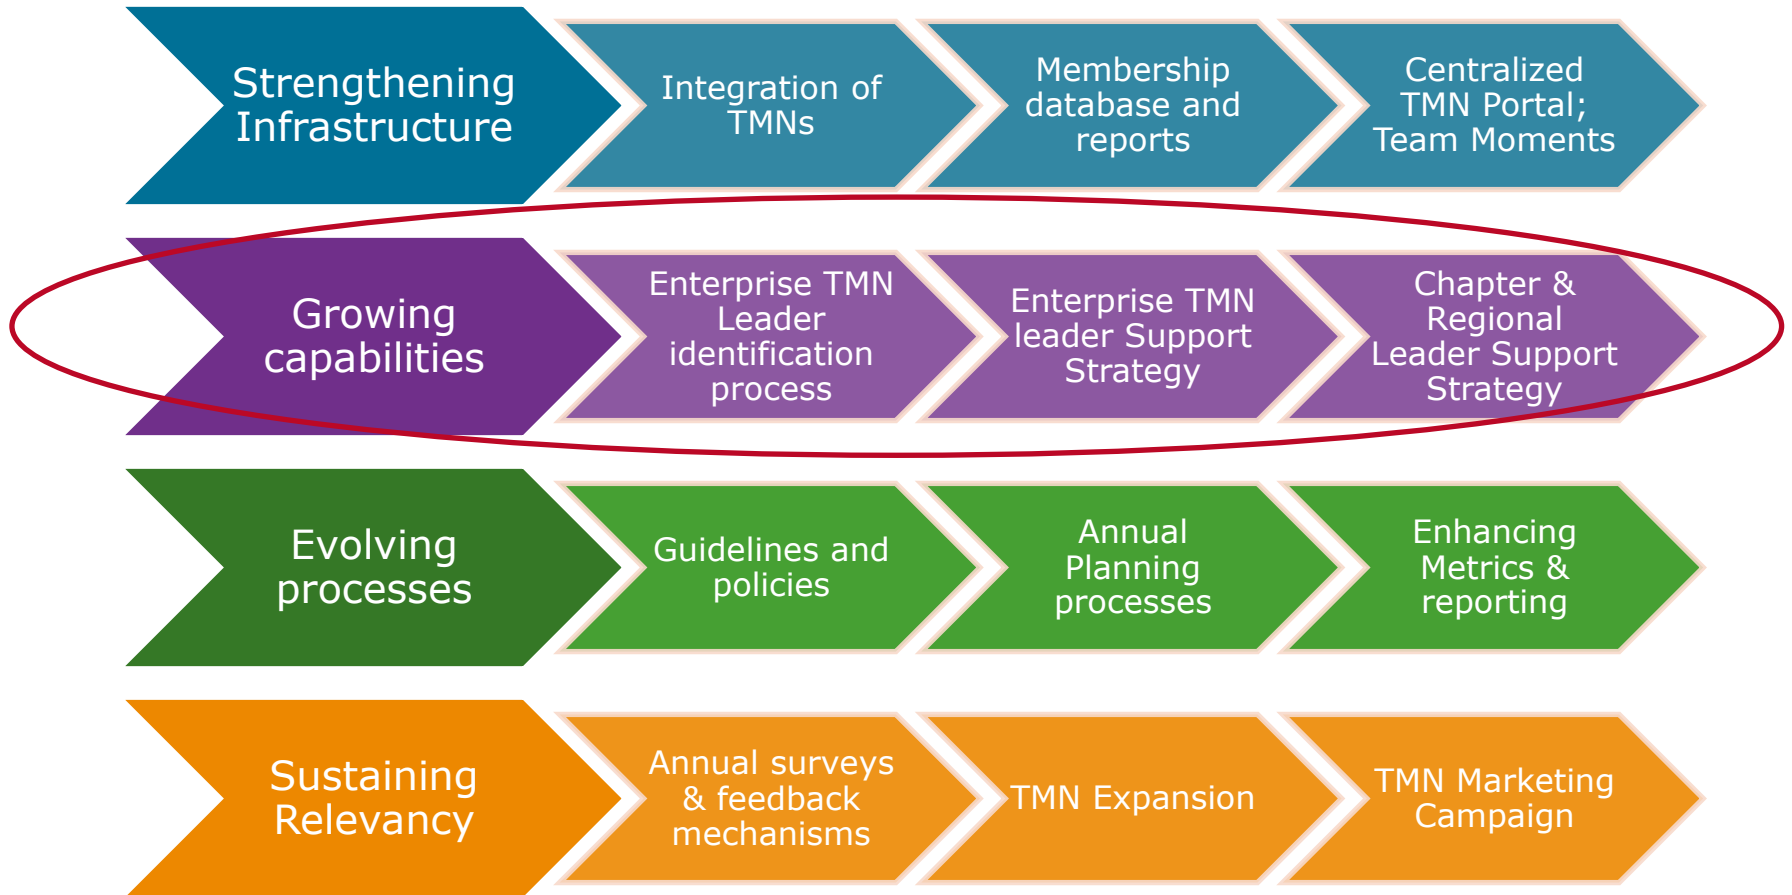 Strengthening
Infrastructure
Integration of
TMNs
Membership
database and
reports
Centralized
TMN Portal;
Team Moments
Growing
capabilities
Enterprise TMN
Leader
identification
process
Enterprise TMN
leader Support
Strategy
Chapter &
Regional
Leader Support
Strategy
Evolving
processes
Guidelines and
policies
Annual
Planning
processes
Enhancing
Metrics &
reporting
Sustaining
Relevancy
Annual surveys
& feedback
mechanisms
TMN Expansion
TMN Marketing
Campaign